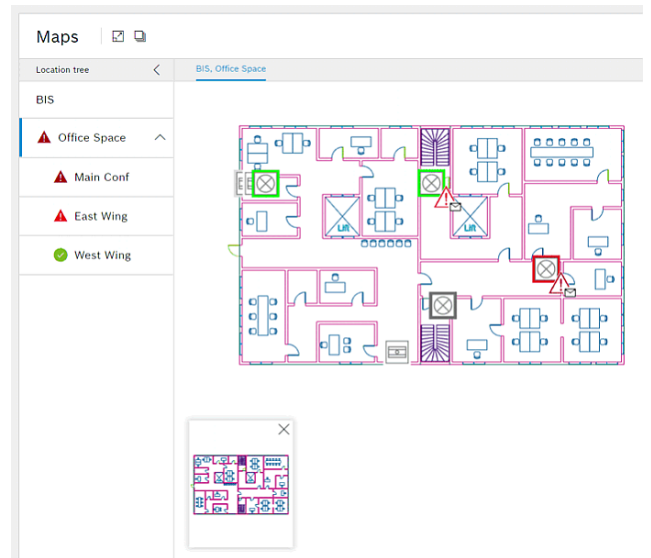 Maps
Location tree
BIS, Office Space
BIS
Office Space
Main Conf
East Wing
West Wing
Lift
Lift